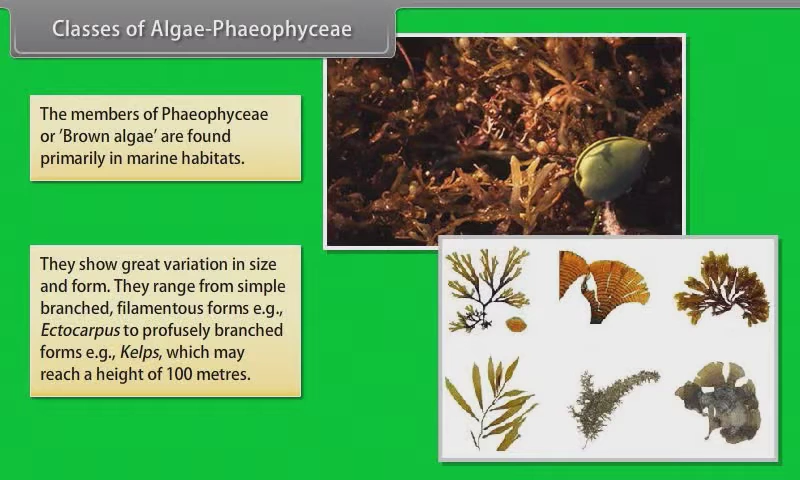 Classes of Algae-Phaeophyceae
The members of Phaeophyceae
or 'Brown algae' are found
primarily in marine habitats.
They show great variation in size
and form. They range from simple
branched, filamentous forms e.g.,
Ectocarpus to profusely branched
forms e.g., Kelps, which may
reach a height of 100 metres.